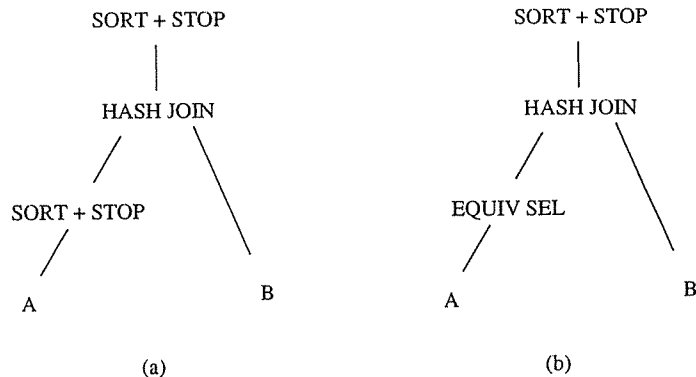 SORT + STOP
HASH JOIN
SORT + STOP
A
B
(a)
SORT + STOP
HASH JOIN
EQUIV SEL
A
B
(b)